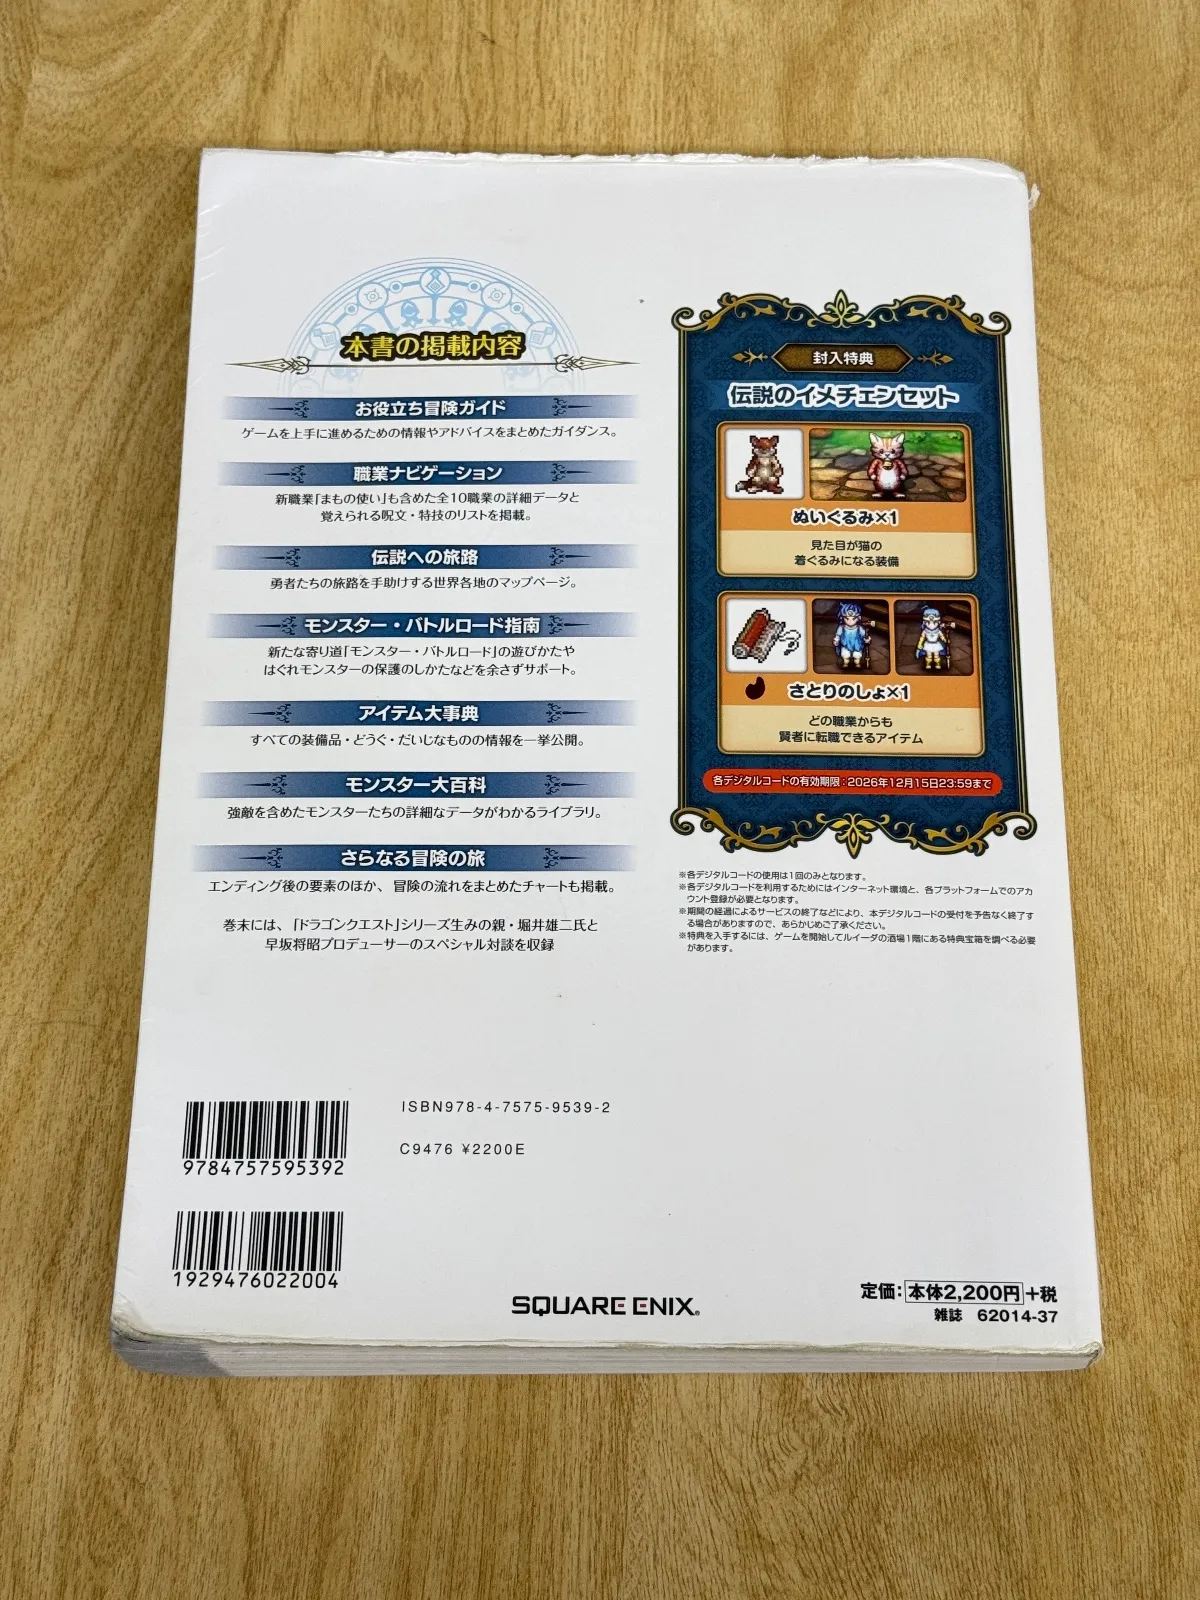 本書の掲載内容
お役立ち冒険ガイド
ゲームを上手に進めるための情報やアドバイスをまとめたガイダンス。
職業ナビゲーション
新職業「まもの使い」も含めた全10職業の詳細データと
覚えられる呪文・特技のリストを掲載。
伝説への旅路
勇者たちの旅路を手助けする世界各地のマップページ。
モンスター・バトルロード指南
新たな寄り道「モンスター・バトルロード」の遊びかたや
はぐれモンスターの保護のしかたなどを余さずサポート。
アイテム大事典
すべての装備品・どうぐ・だいじなものの情報を一挙公開。
モンスター大百科
強敵を含めたモンスターたちの詳細なデータがわかるライブラリ。
さらなる冒険の旅
エンディング後の要素のほか、冒険の流れをまとめたチャートも掲載。
巻末には、「ドラゴンクエスト」シリーズ生みの親・堀井雄二氏と
早坂将昭プロデューサーのスペシャル対談を収録
封入特典
伝説のイメチェンセット
ぬいぐるみ×1
見た目が猫の
着ぐるみになる装備
さとりのしょ×1
どの職業からも
賢者に転職できるアイテム
各デジタルコードの有効期限：2026年12月15日23:59まで
※各デジタルコードの使用は1回のみとなります。
※各デジタルコードを利用するためにはインターネット環境と、各プラットフォームでのアカ
ウント登録が必要となります。
※期間の経過によるサービスの終了などにより、本デジタルコードの受付を予告なく終了す
る場合がありますので、あらかじめご了承ください。
※特典を入手するには、ゲームを開始してルイーダの酒場1階にある特典宝箱を調べる必要
があります。
ISBN978-4-7575-9539-2
C9476 ¥2200E
9784757595392
1929476022004
SQUARE ENIX®
定価：本体2,200円+税
雑誌 62014-37